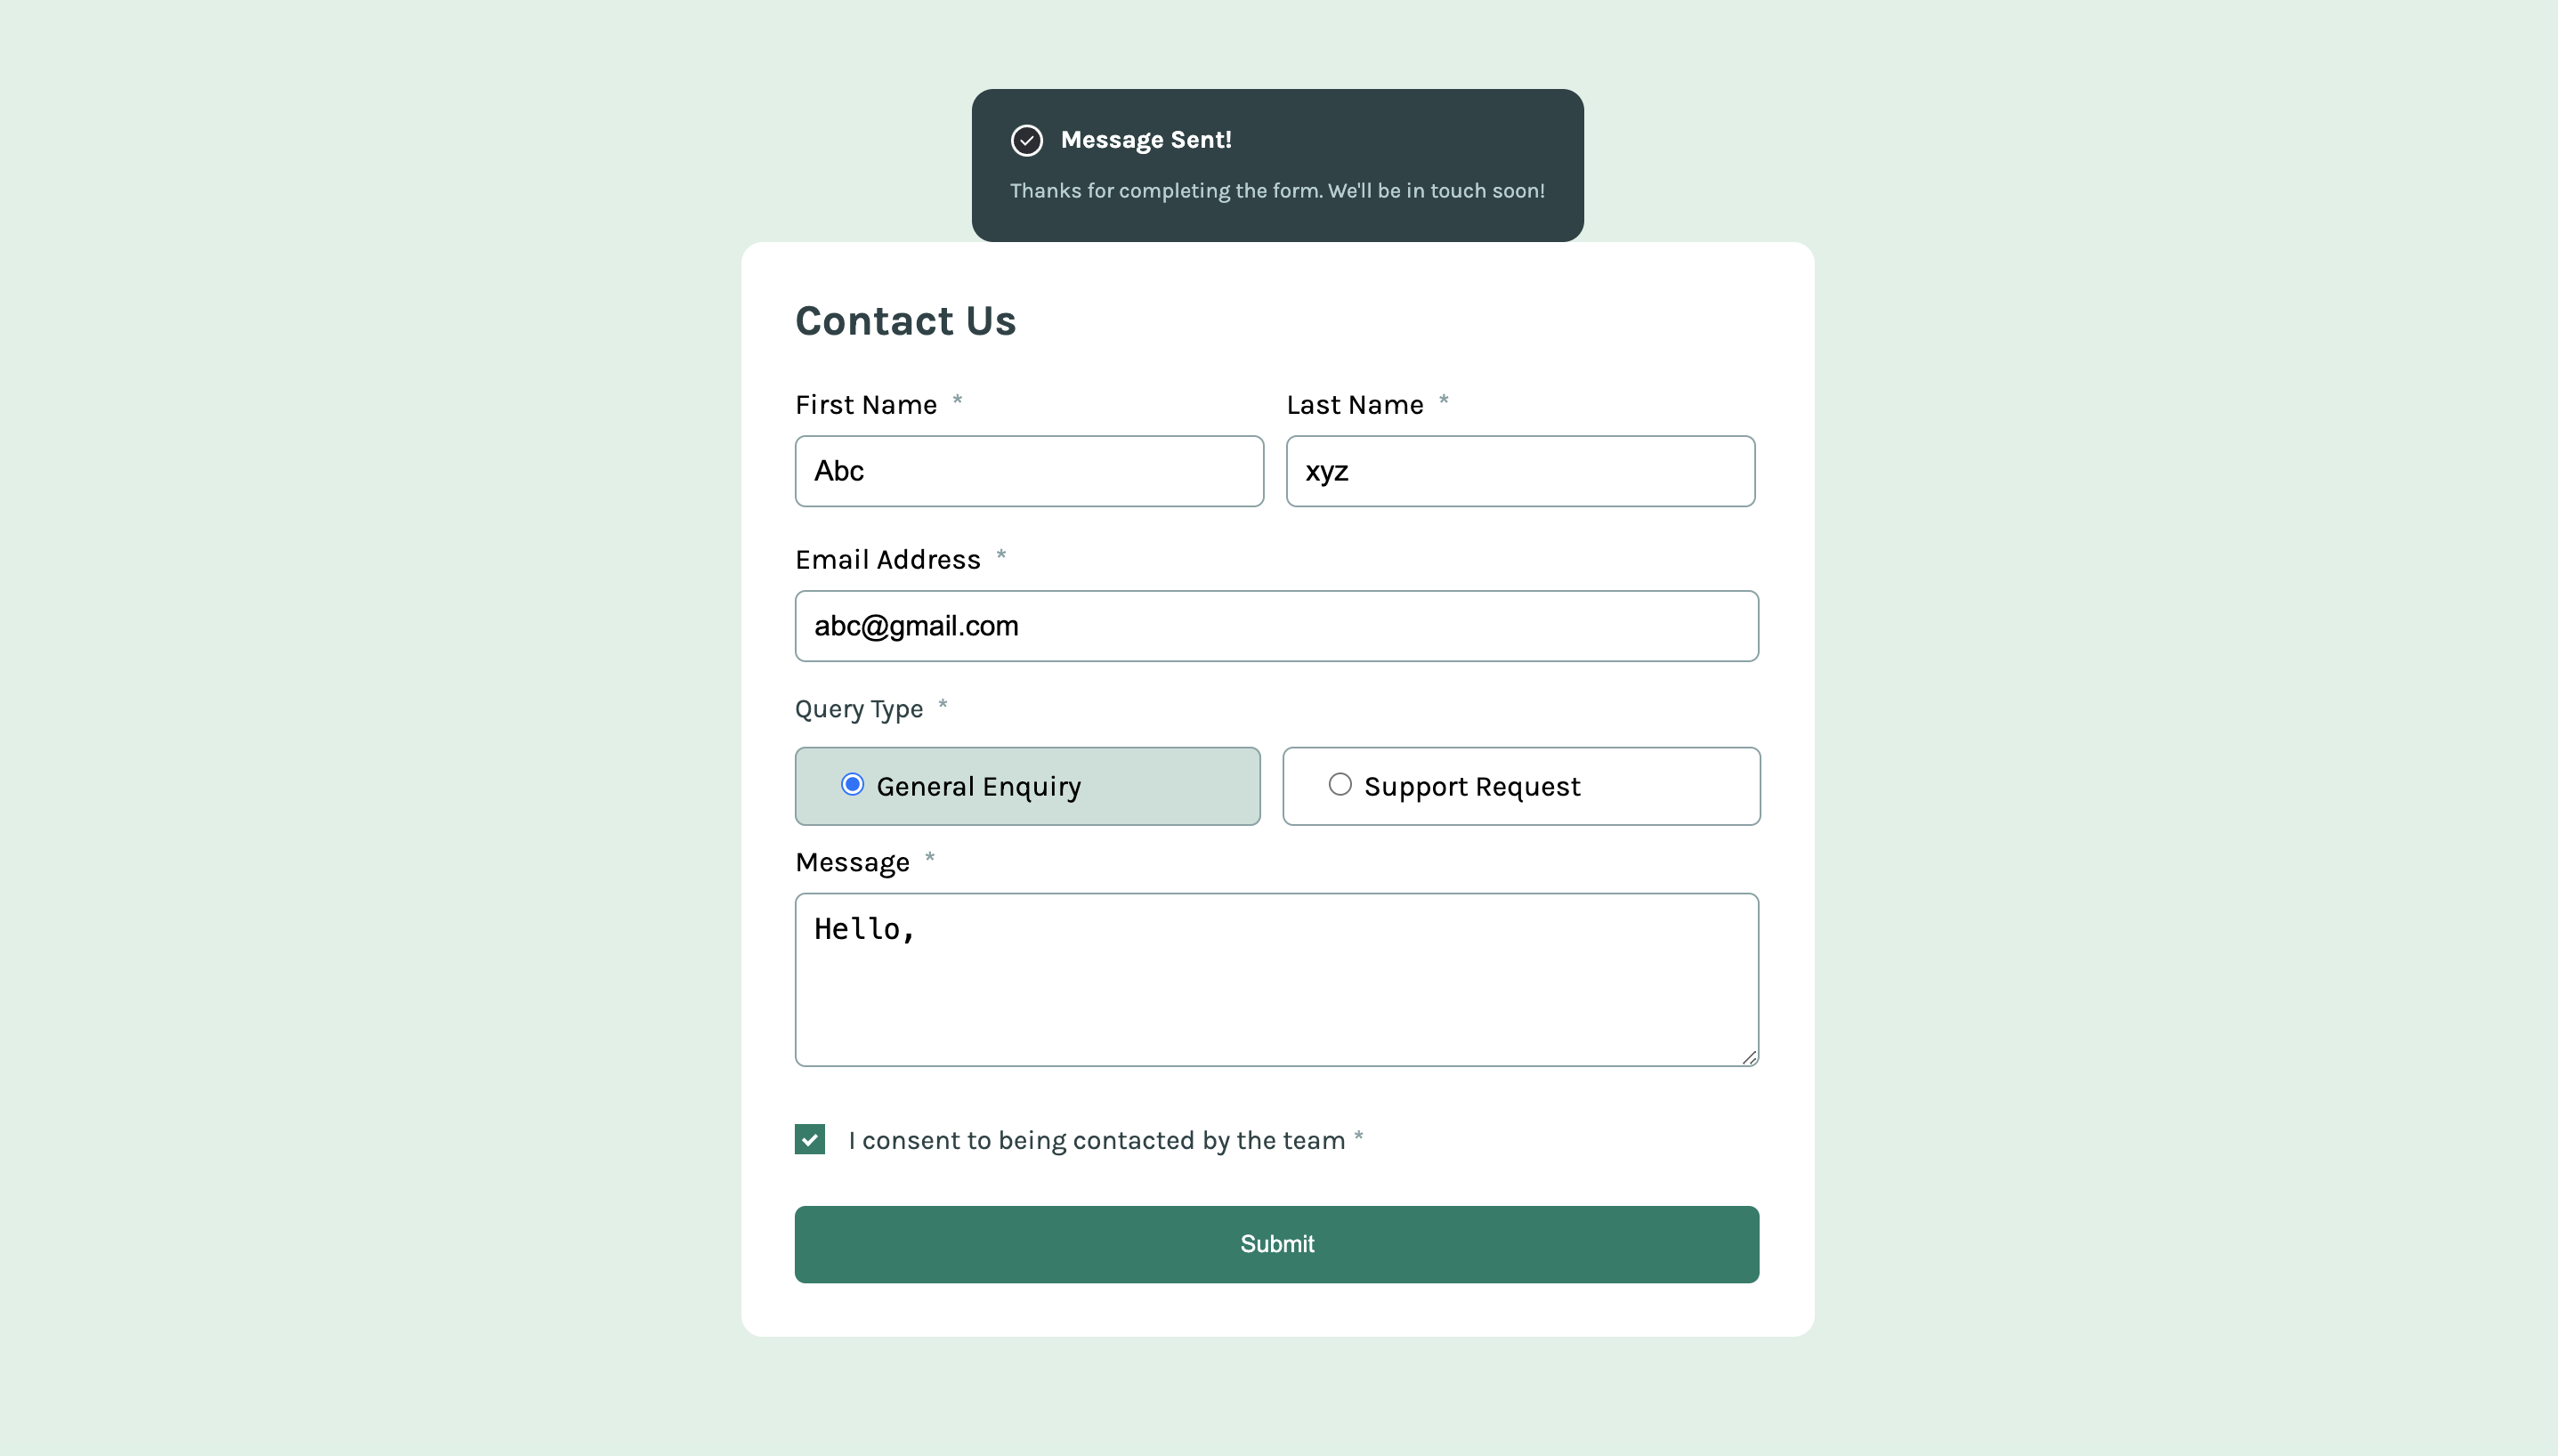 Message Sent!
Thanks for completing the form. We'll be in touch soon!
Contact Us
First Name *
Last Name *
Abc
xyz
Email Address *
abc@gmail.com
Query Type *
General Enquiry
Support Request
Message *
Hello,
I consent to being contacted by the team *
Submit